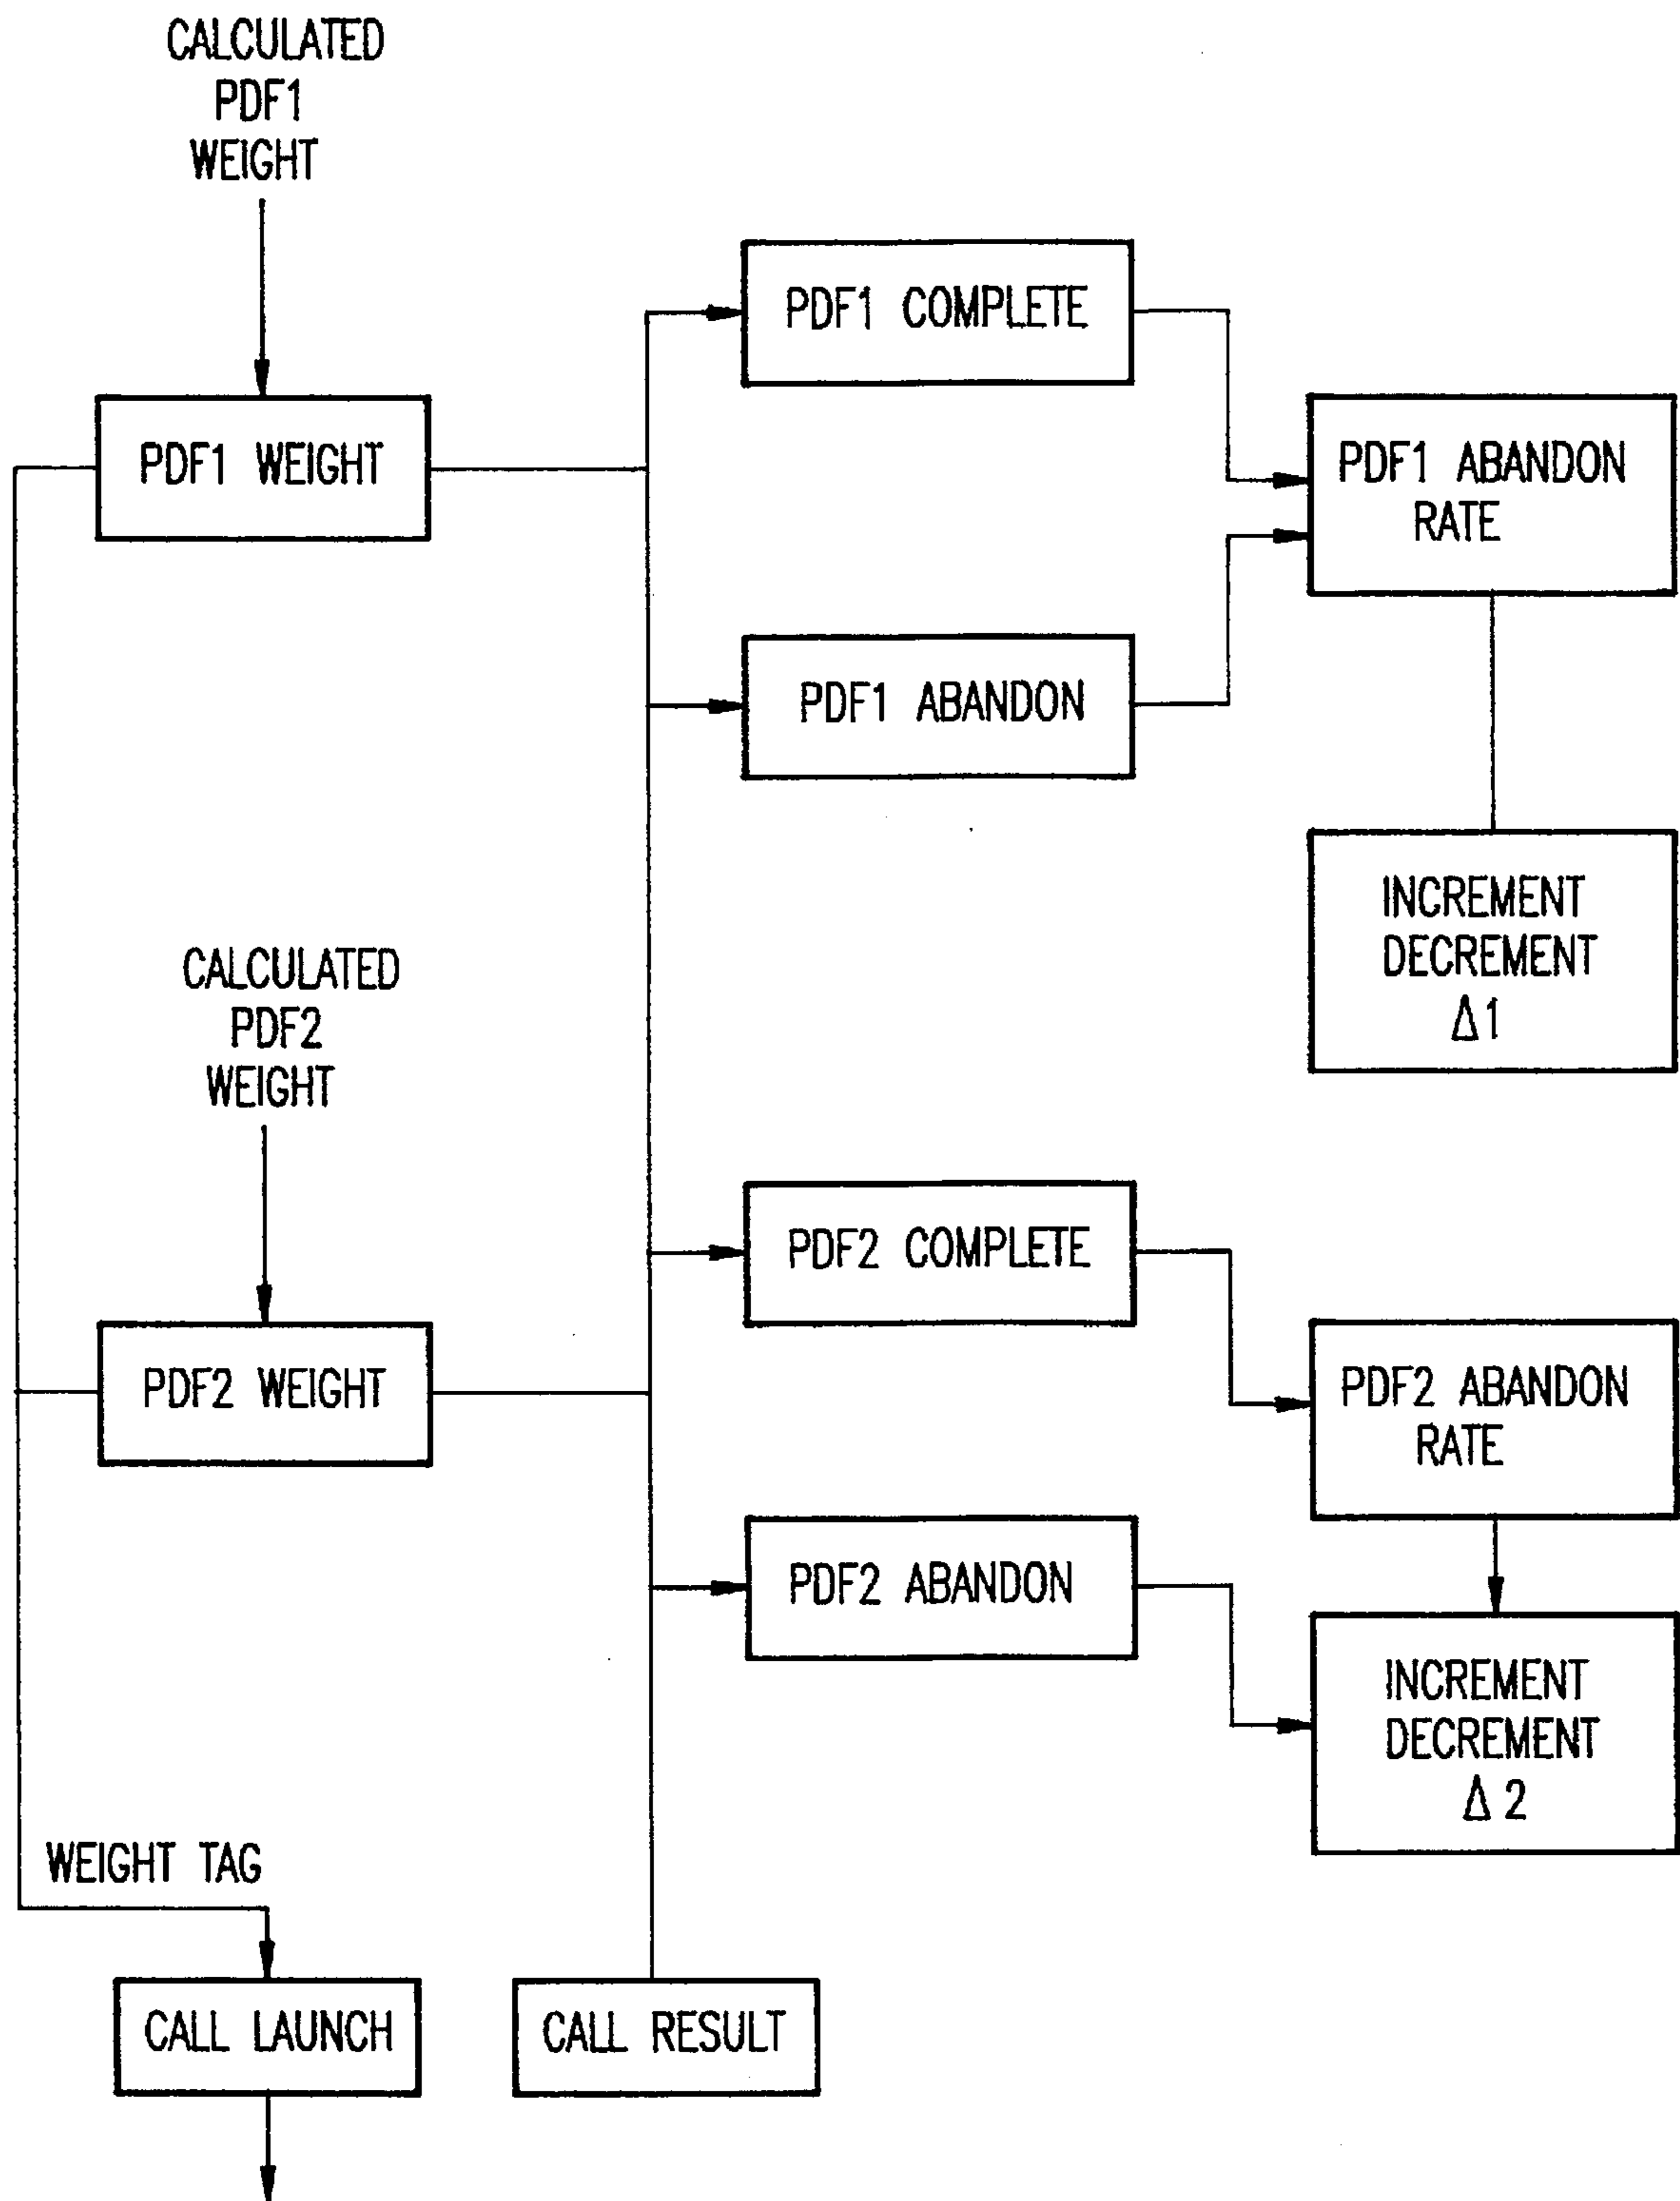 CALCULATED
PDF1
WEIGHT
PDF1 WEIGHT
PDF1 COMPLETE
PDF1 ABANDON
PDF1 ABANDON
RATE
INCREMENT
DECREMENT
Δ1
CALCULATED
PDF2
WEIGHT
PDF2 WEIGHT
PDF2 COMPLETE
PDF2 ABANDON
PDF2 ABANDON
RATE
INCREMENT
DECREMENT
Δ 2
WEIGHT TAG
CALL LAUNCH
CALL RESULT